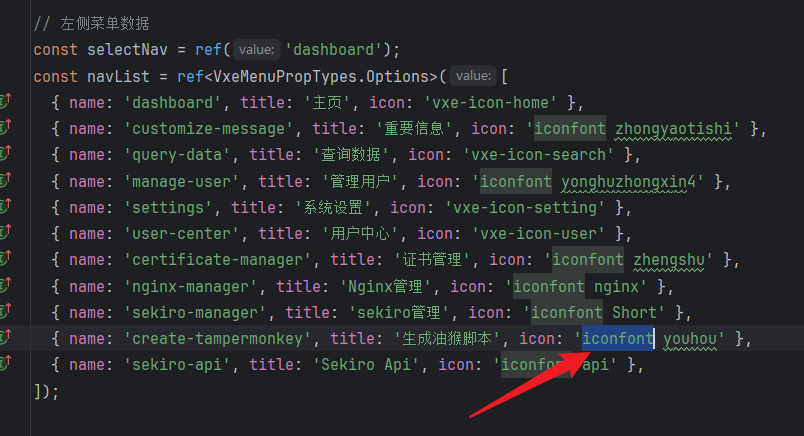 // 左侧菜单数据
const selectNav = ref( value: 'dashboard');
const navList = ref<VxeMenuPropTypes.Options>( value: [
{ name: 'dashboard', title: '主页', icon: 'vxe-icon-home' },
{ name: 'customize-message', title: '重要信息', icon: 'iconfont zhongyaotishi' },
{ name: 'query-data', title: '查询数据', icon: 'vxe-icon-search' },
{ name: 'manage-user', title: '管理用户', icon: 'iconfont yonghuzhongxin4' },
{ name: 'settings', title: '系统设置', icon: 'vxe-icon-setting' },
{ name: 'user-center', title: '用户中心', icon: 'vxe-icon-user' },
{ name: 'certificate-manager', title: '证书管理', icon: 'iconfont zhengshu' },
{ name: 'nginx-manager', title: 'Nginx管理', icon: 'iconfont nginx' },
{ name: 'sekiro-manager', title: 'sekiro管理', icon: 'iconfont Short' },
{ name: 'create-tampermonkey', title: '生成油猴脚本', icon: 'iconfont youhou' },
{ name: 'sekiro-api', title: 'Sekiro Api', icon: 'iconfont api' },
]);